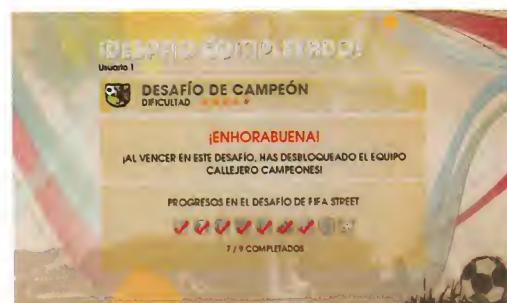 ¡DESAFÍO COMPLETADO!
Usuario 1
DESAFÍO DE CAMPEÓN
DIFICULTAD
¡ENHORABUENA!
¡AL VENCER EN ESTE DESAFÍO, HAS DESBLOQUEADO EL EQUIPO
CALLEJERO CAMPEONES!
PROGRESOS EN EL DESAFÍO DE FIFA STREET
7 / 9 COMPLETADOS